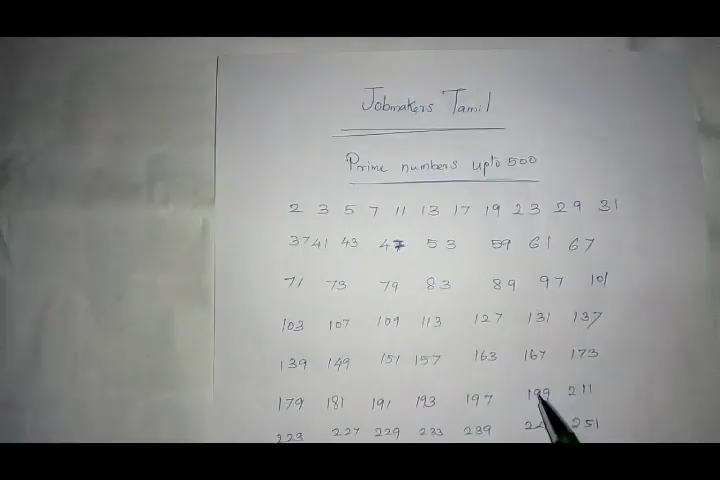 Jobmakers Tamil
Prime numbers upto 500
2 3 5 7 11 13 17 19 23 29 31
37 41 43 47 53 59 61 67
71 73 79 83 89 97 101
103 107 109 113 127 131 137
139 149 151 157 163 167 173
179 181 191 193 197 199 211
223 227 229 233 239 251